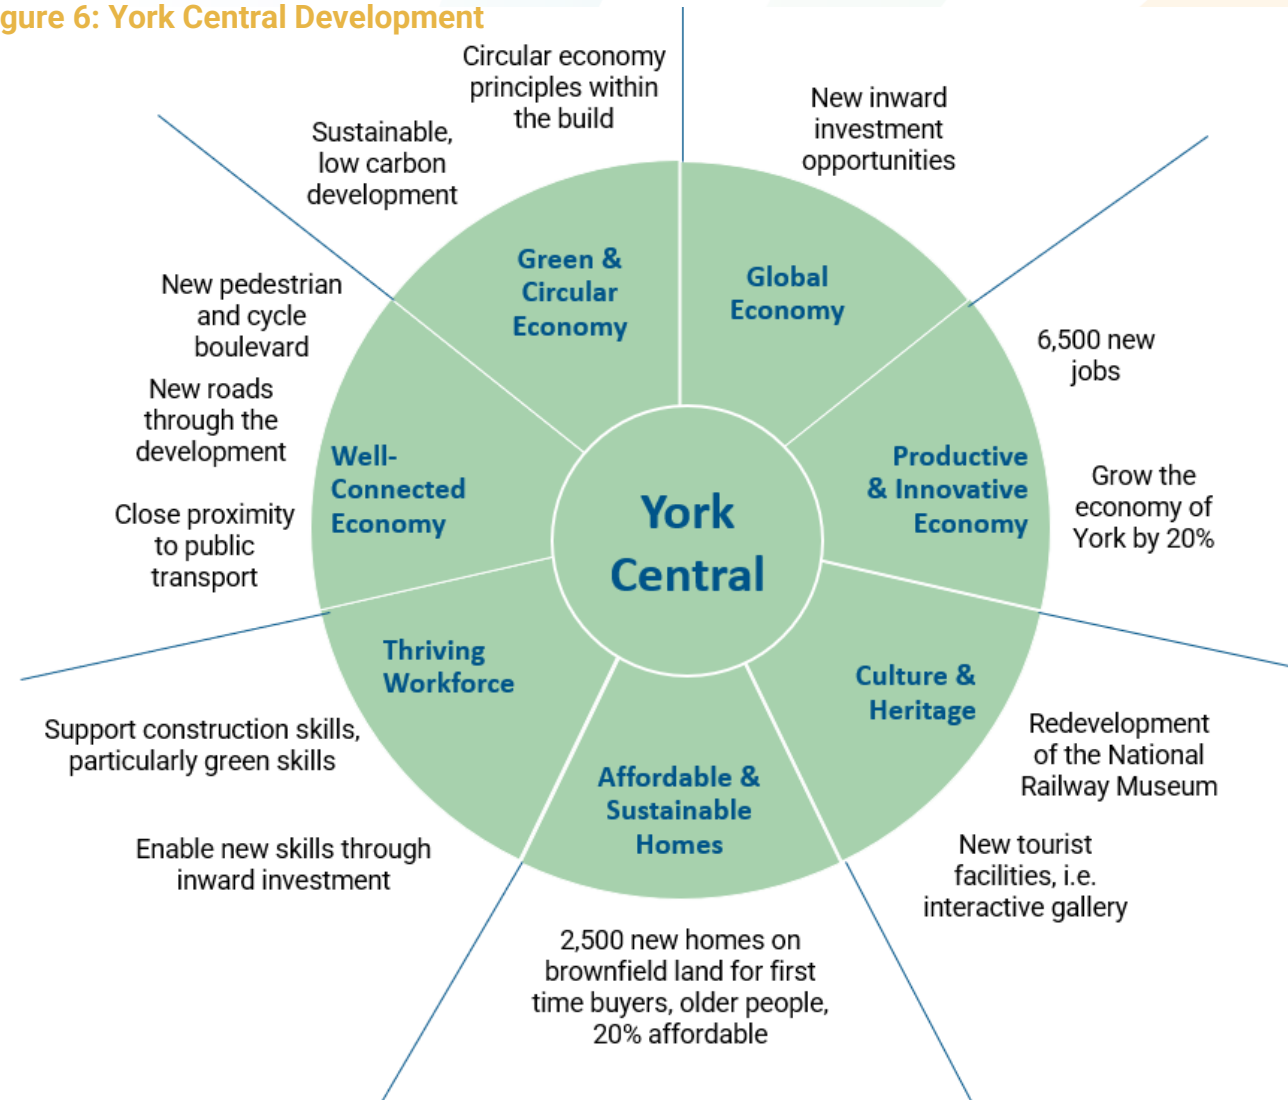 gure 6: York Central Development
Circular economy
principles within
the build
Sustainable,
low carbon
development
New inward
investment
opportunities
Green &
Circular
Economy
Global
Economy
New pedestrian
and cycle
boulevard
New roads
through the
development
Close proximity
to public
transport
Well-
Connected
Economy
6,500 new
jobs
Grow the
economy of
York by 20%
Productive
& Innovative
Economy
York
Central
Thriving
Workforce
Support construction skills,
particularly green skills
Enable new skills through
inward investment
Culture &
Heritage
Redevelopment
of the National
Railway Museum
New tourist
facilities, i.e.
interactive gallery
Affordable &
Sustainable
Homes
2,500 new homes on
brownfield land for first
time buyers, older people,
20% affordable